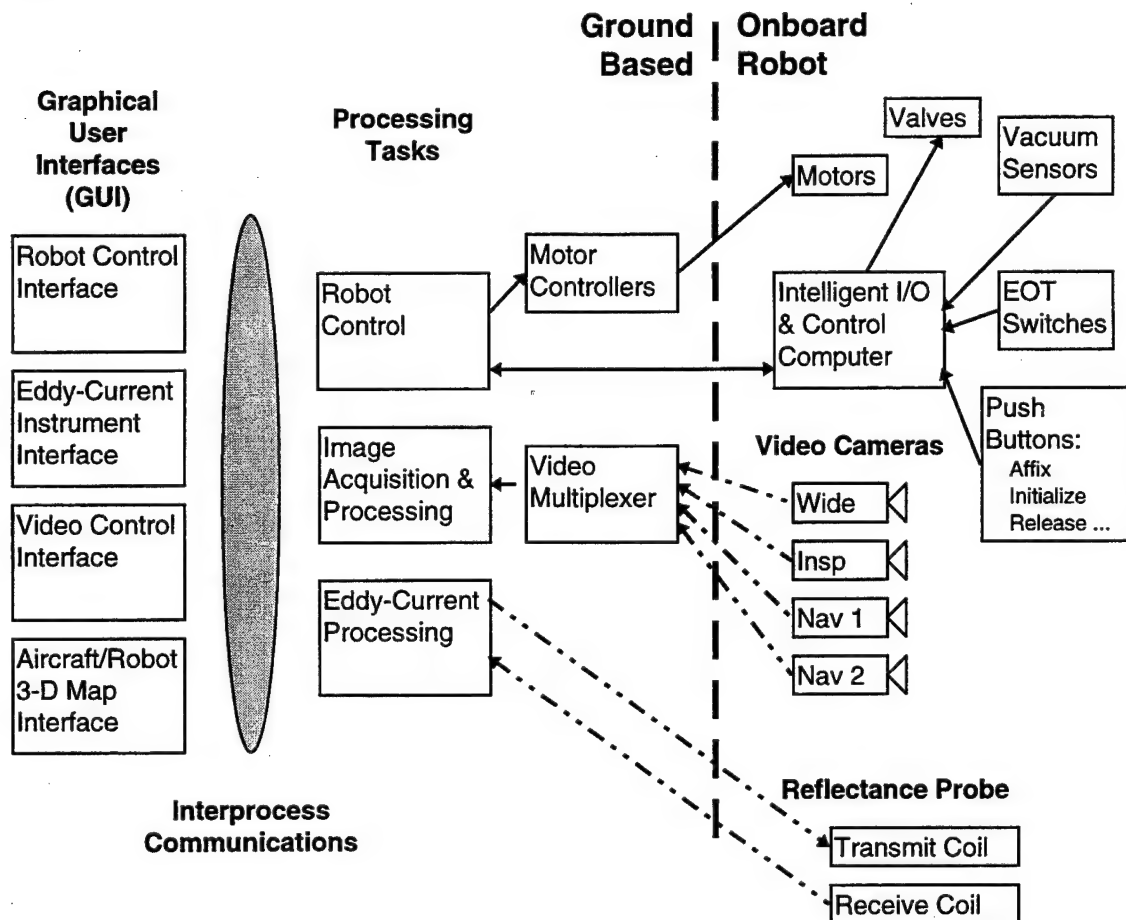 Ground
Based
Onboard
Robot
Graphical
User
Interfaces
(GUI)
Processing
Tasks
Valves
Vacuum
Sensors
Motors
Robot Control
Interface
Motor
Controllers
Robot
Control
Intelligent I/O
& Control
Computer
EOT
Switches
Eddy-Current
Instrument
Interface
Push
Buttons:
Affix
Initialize
Release ...
Image
Acquisition &
Processing
Video
Multiplexer
Video Cameras
Wide
Insp
Nav 1
Nav 2
Video Control
Interface
Eddy-Current
Processing
Aircraft/Robot
3-D Map
Interface
Interprocess
Communications
Reflectance Probe
Transmit Coil
Receive Coil